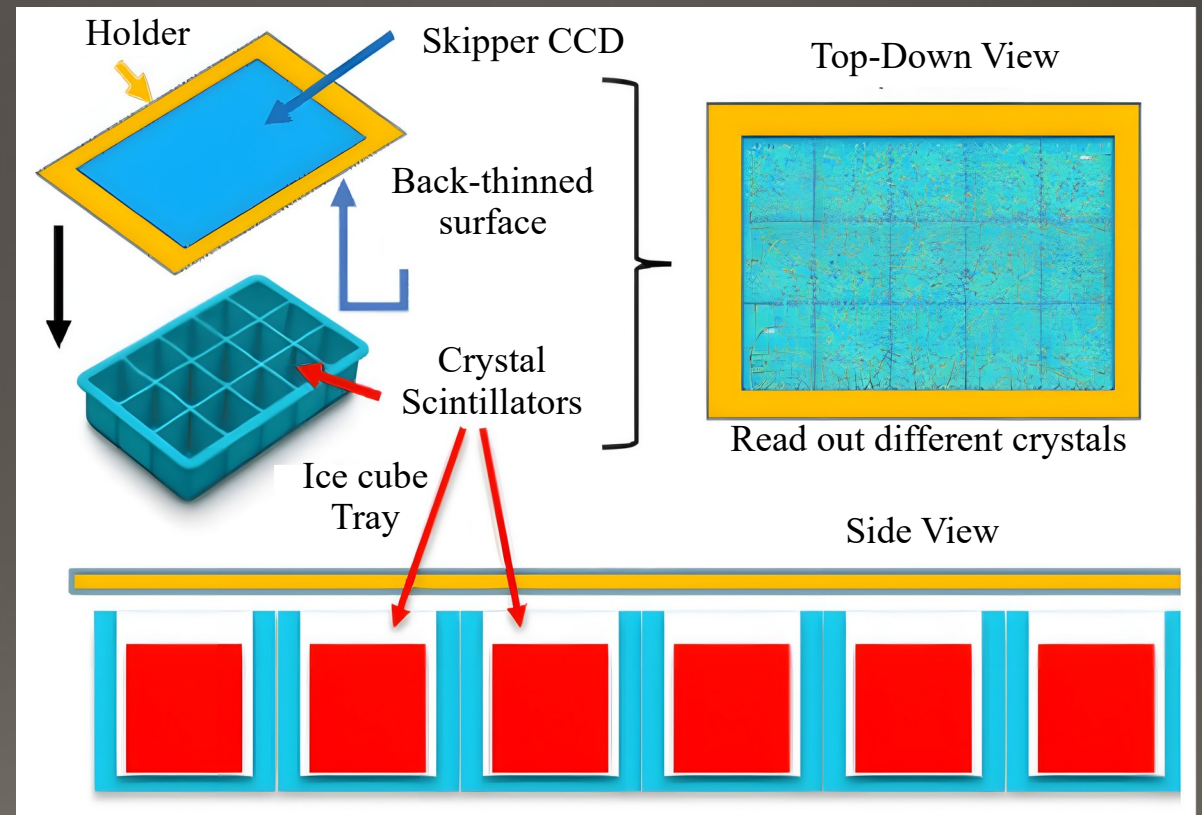 Holder
Skipper CCD
Top-Down View
Back-thinned
surface
Crystal
Scintillators
Read out different crystals
Ice cube
Tray
Side View